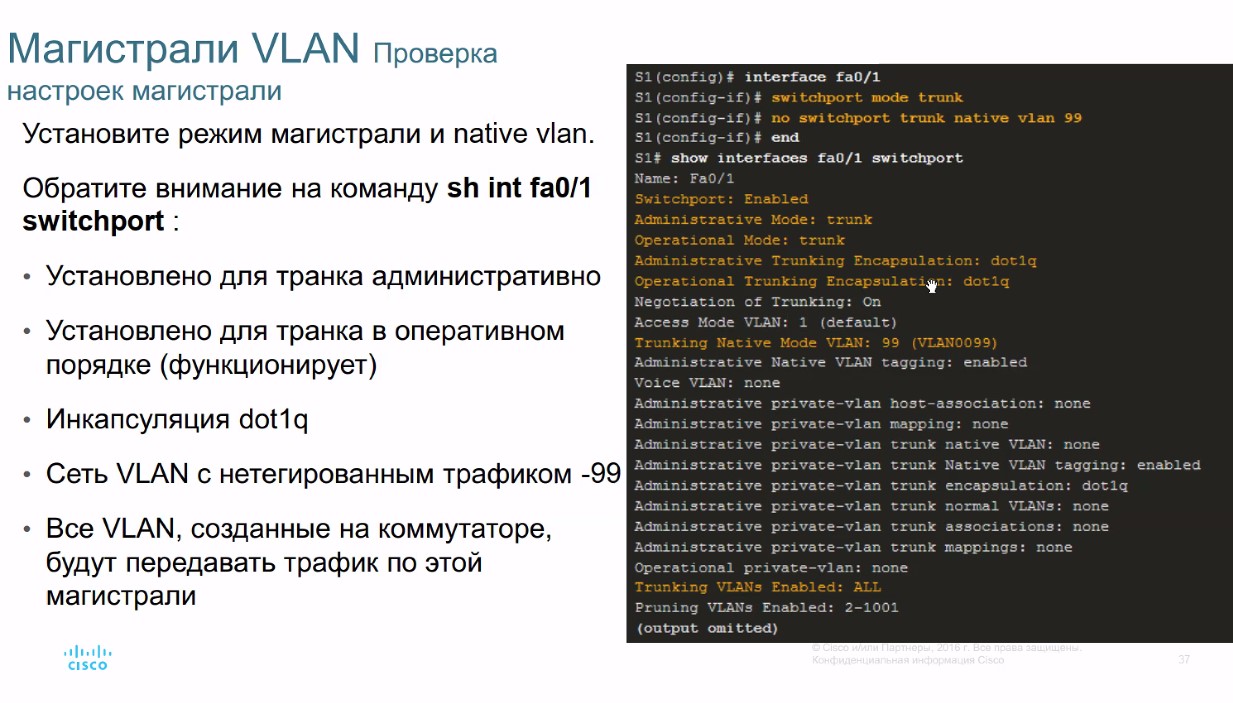 Магистрали VLAN Проверка
настроек магистрали
Установите режим магистрали и native vlan.
Обратите внимание на команду sh int fa0/1
switchport :
• Установлено для транка административно
• Установлено для транка в оперативном
порядке (функционирует)
• Инкапсуляция dot1q
• Сеть VLAN с нетегированным трафиком -99
• Все VLAN, созданные на коммутаторе,
будут передавать трафик по этой
магистрали
S1(config)# interface fa0/1
S1(config-if)# switchport mode trunk
S1(config-if)# no switchport trunk native vlan 99
S1(config-if)# end
S1# show interfaces fa0/1 switchport
Name: Fa0/1
Switchport: Enabled
Administrative Mode: trunk
Operational Mode: trunk
Administrative Trunking Encapsulation: dot1q
Operational Trunking Encapsulation: dot1q
Negotiation of Trunking: On
Access Mode VLAN: 1 (default)
Trunking Native Mode VLAN: 99 (VLAN0099)
Administrative Native VLAN tagging: enabled
Voice VLAN: none
Administrative private-vlan host-association: none
Administrative private-vlan mapping: none
Administrative private-vlan trunk native VLAN: none
Administrative private-vlan trunk Native VLAN tagging: enabled
Administrative private-vlan trunk encapsulation: dot1q
Administrative private-vlan trunk normal VLANs: none
Administrative private-vlan trunk associations: none
Administrative private-vlan trunk mappings: none
Operational private-vlan: none
Trunking VLANs Enabled: ALL
Pruning VLANs Enabled: 2-1001
(output omitted)
CISCO
© Cisco и/или Партнеры, 2016 г. Все права защищены.
Конфиденциальная информация Cisco
37